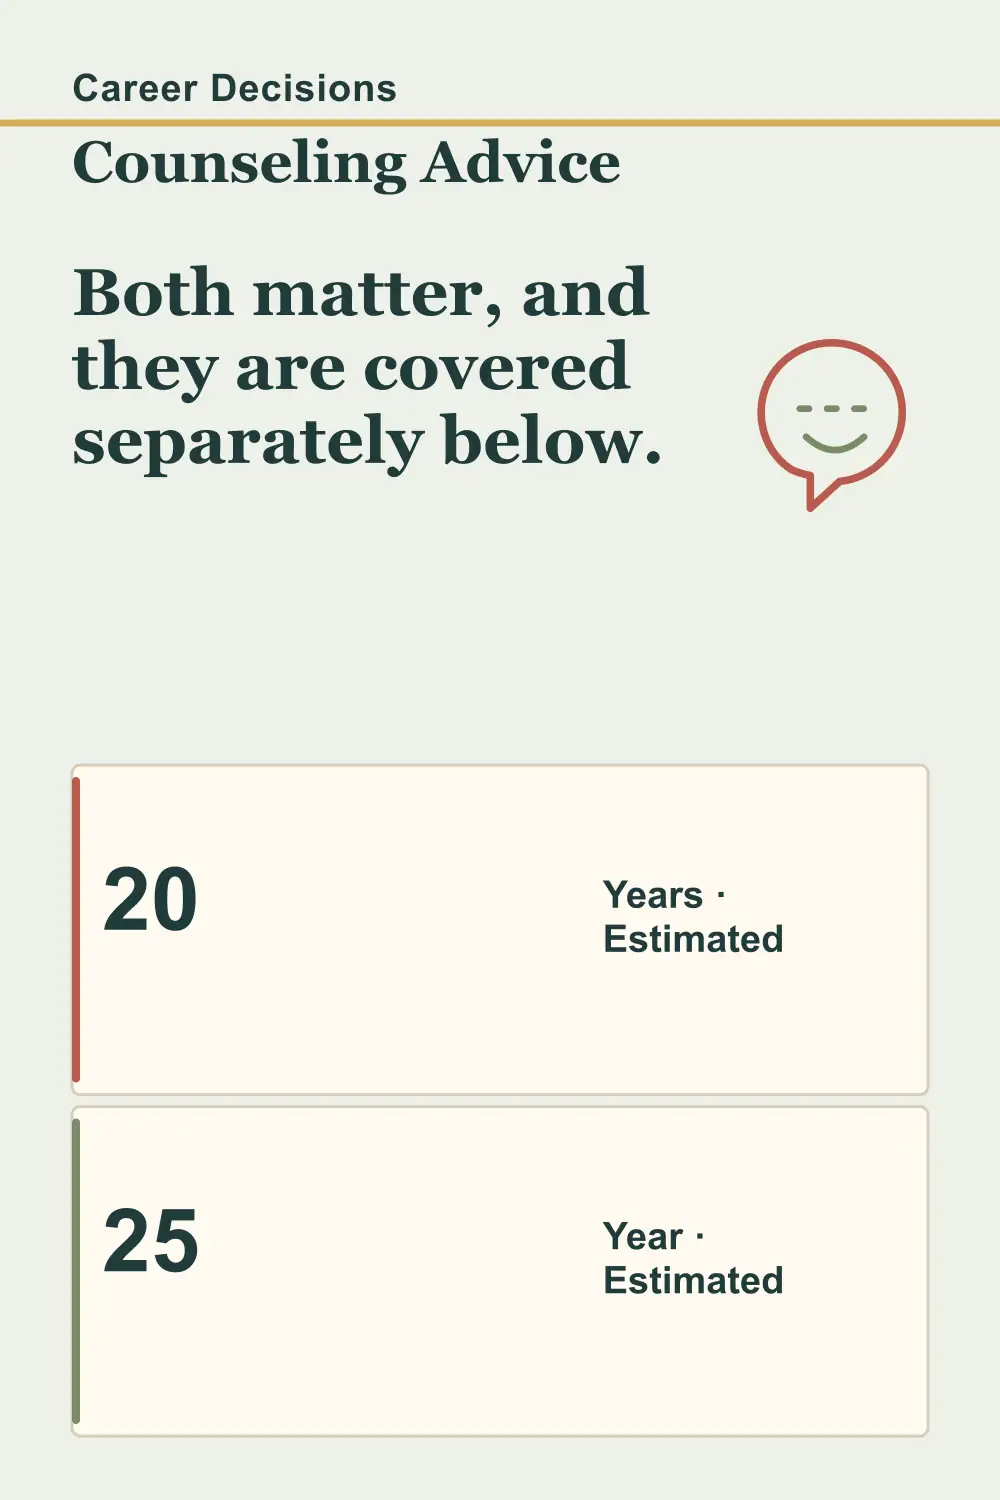 Career Decisions
Counseling Advice
Both matter, and
they are covered
separately below.
20
Years ·
Estimated
25
Year ·
Estimated